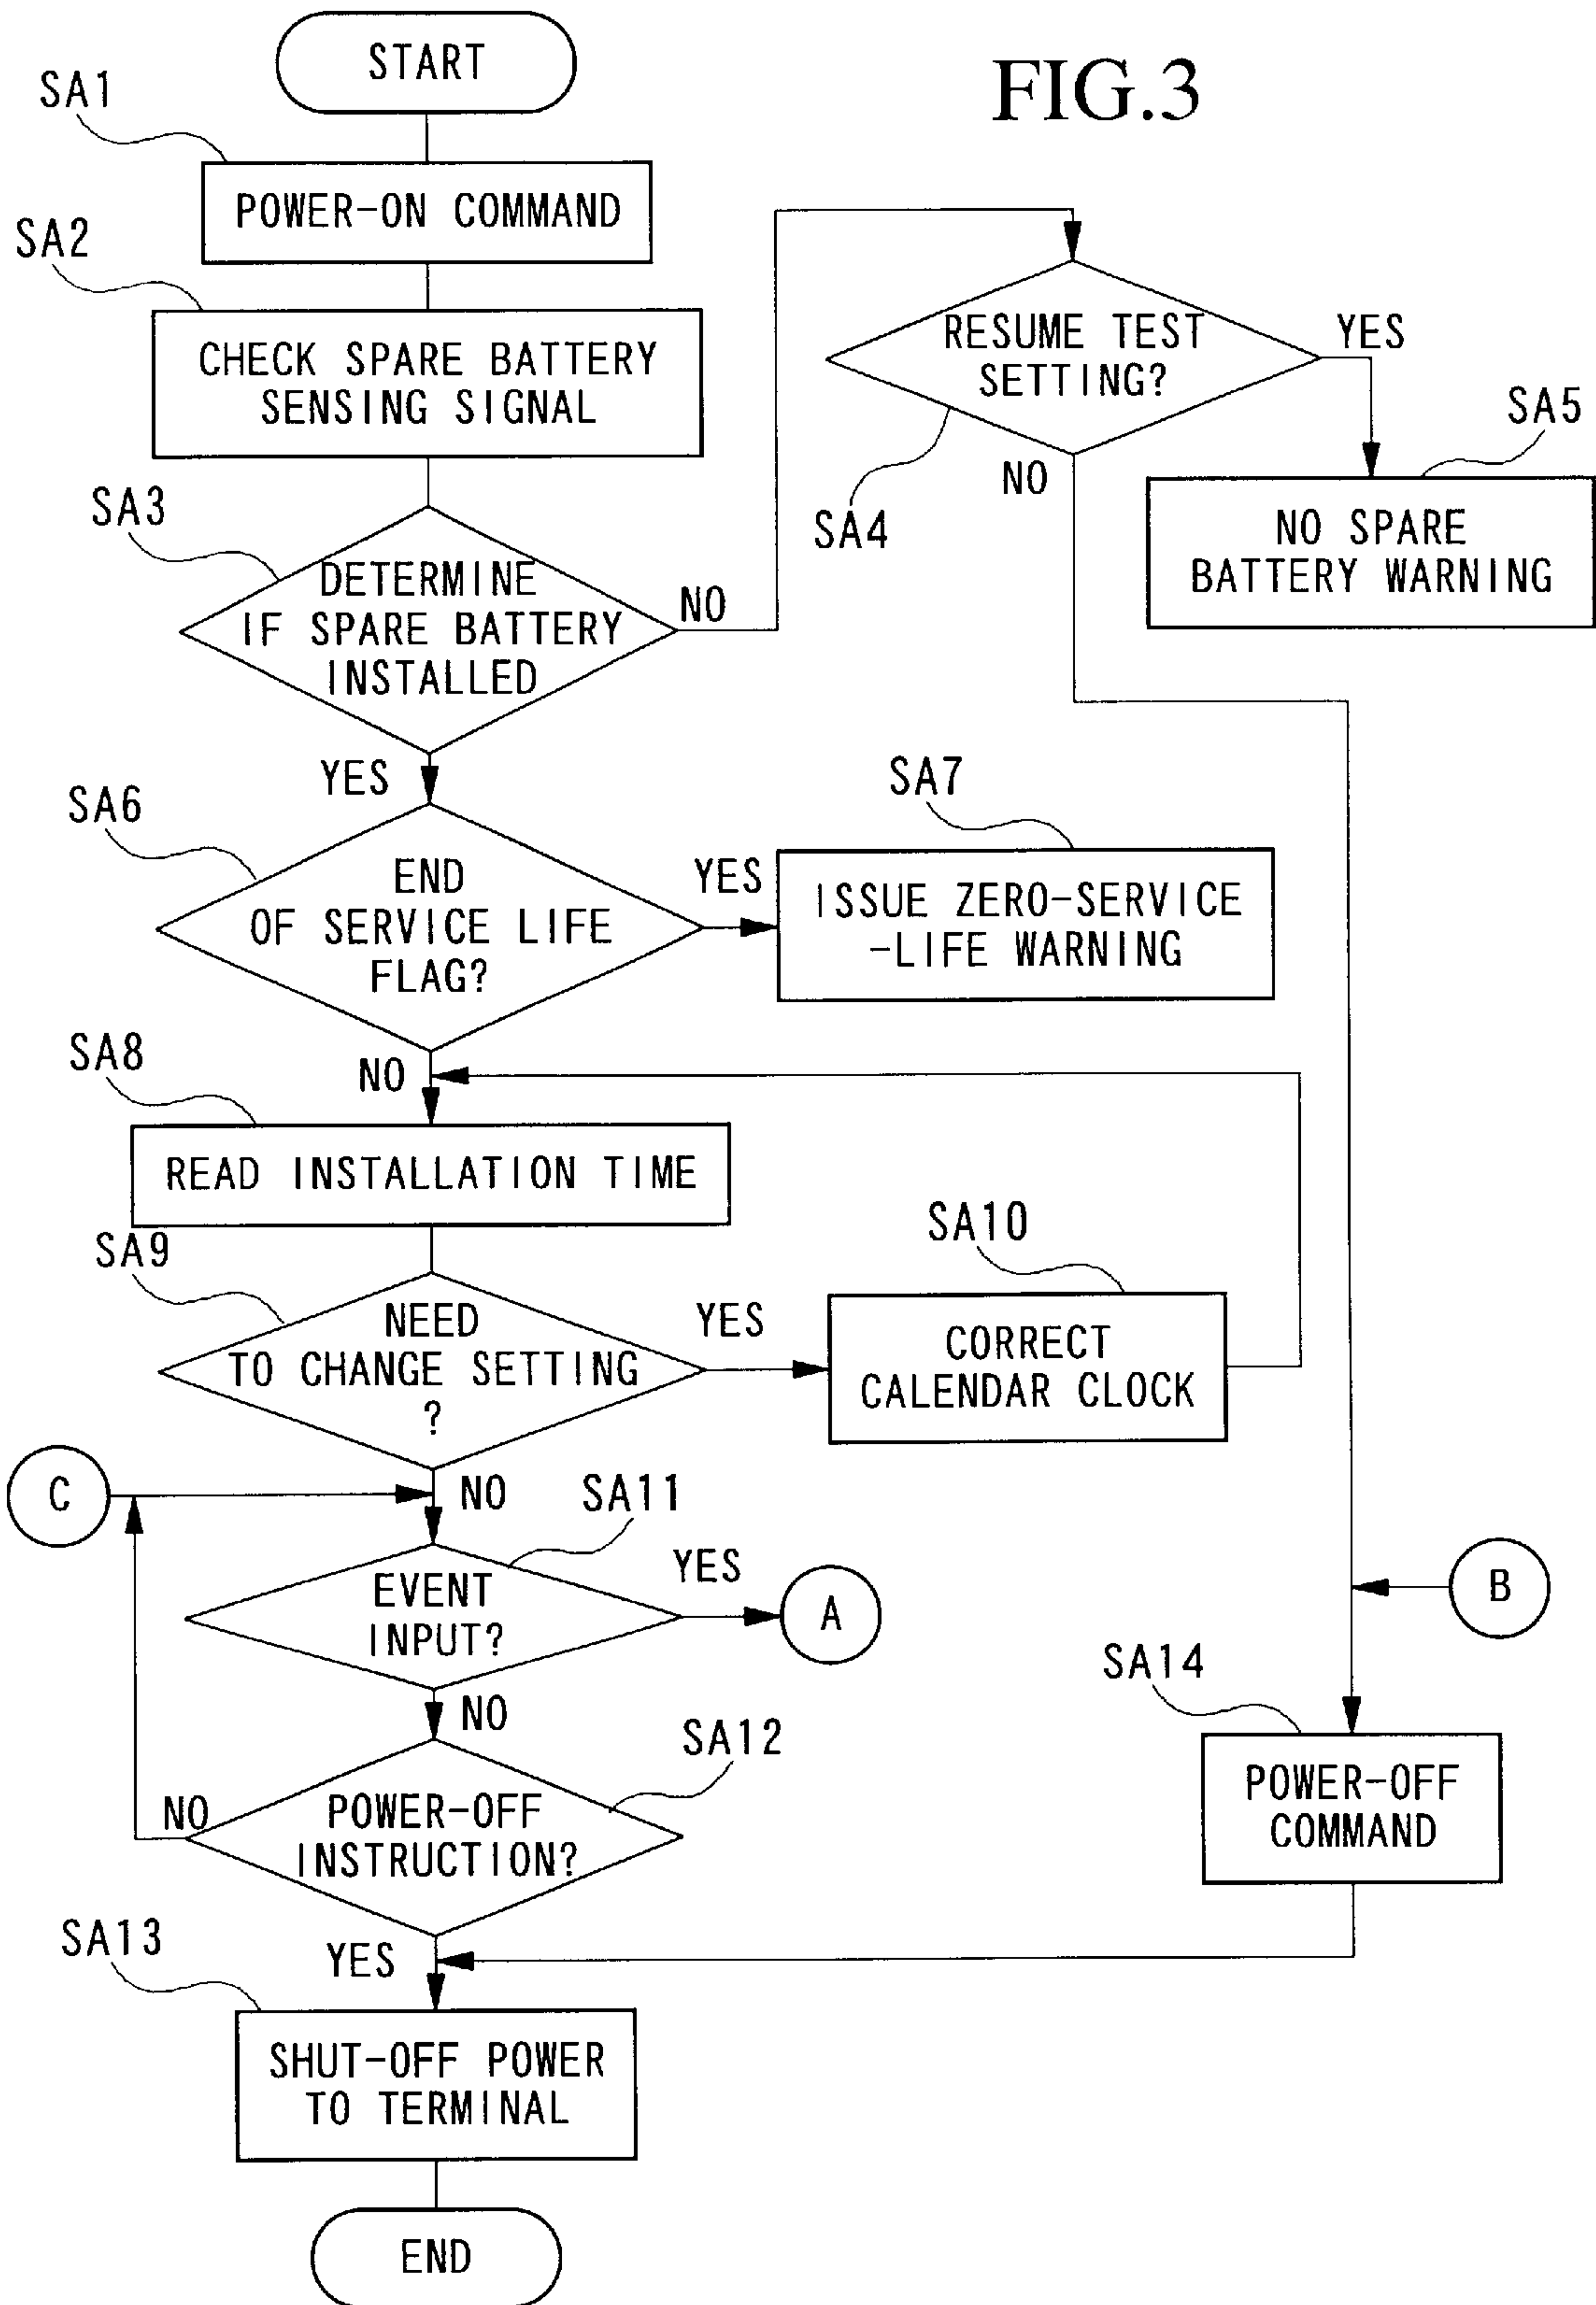 START
FIG.3
SA1
POWER-ON COMMAND
SA2
CHECK SPARE BATTERY
SENSING SIGNAL
RESUME TEST
SETTING?
YES
NO
SA4
SA5
NO SPARE
BATTERY WARNING
SA3
DETERMINE
IF SPARE BATTERY
INSTALLED
NO
YES
SA6
END
OF SERVICE LIFE
FLAG?
YES
SA7
ISSUE ZERO-SERVICE
-LIFE WARNING
NO
SA8
READ INSTALLATION TIME
SA9
NEED
TO CHANGE SETTING
?
YES
SA10
CORRECT
CALENDAR CLOCK
C
NO
SA11
EVENT
INPUT?
YES
A
B
NO
SA12
POWER-OFF
INSTRUCTION?
NO
SA14
POWER-OFF
COMMAND
YES
SA13
SHUT-OFF POWER
TO TERMINAL
END